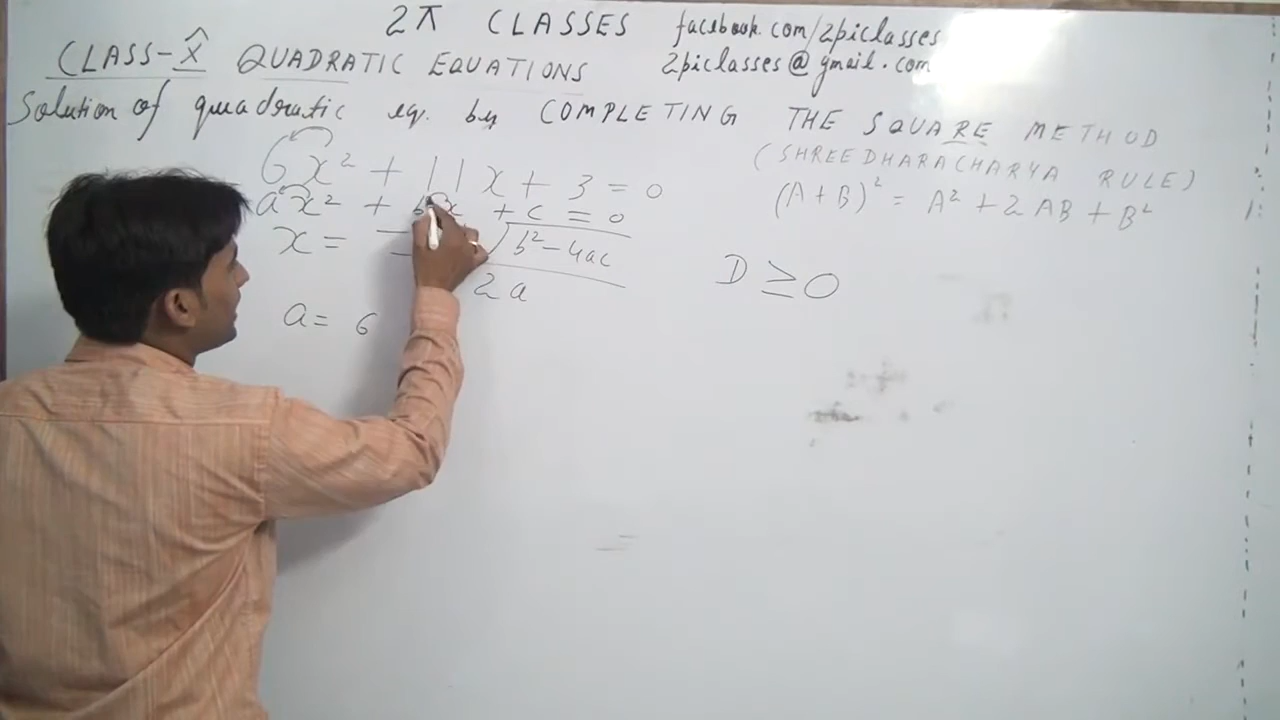 2π CLASSES facebook.com/2piclasses
CLASS-X QUADRATIC EQUATIONS 2piclasses@gmail.com
Solution of quadratic eq. by COMPLETING THE SQUARE METHOD
(SHREEDHARACHARYA RULE)
6x² + 11x + 3 = 0
(A+B)² = A² + 2AB + B²
ax² + bx + c = 0
x = √b²-4ac
2a
D ≥ 0
a = 6